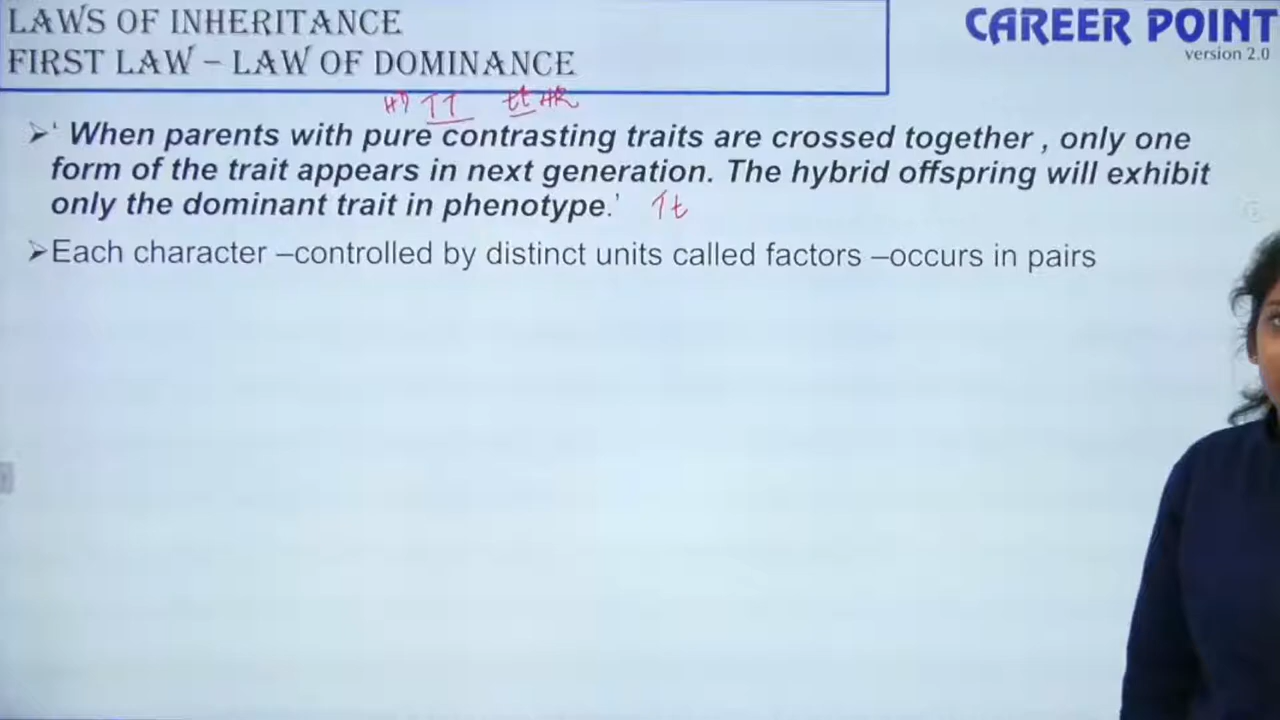 LAWS OF INHERITANCE
CAREER POINT
version 2.0
FIRST LAW – LAW OF DOMINANCE
HD TT tt HR
➢‘ When parents with pure contrasting traits are crossed together , only one
form of the trait appears in next generation. The hybrid offspring will exhibit
only the dominant trait in phenotype.’ Tt
➢Each character –controlled by distinct units called factors –occurs in pairs